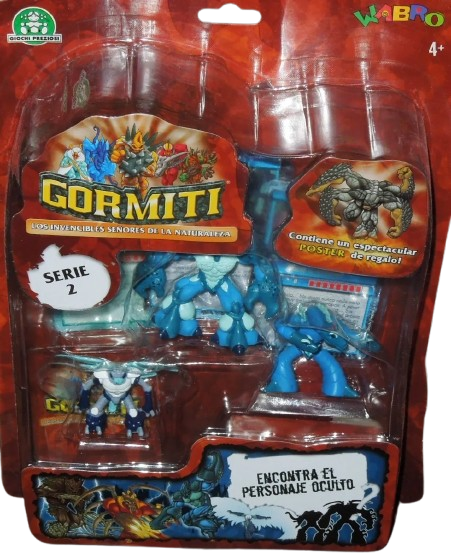 GIOCHI PREZIOSI
WABRO
4+
GORMITI
LOS INVENCIBLES SEÑORES DE LA NATURALEZA
SERIE
2
Contiene un espectacular
POSTER de regalo!
ENCONTRA EL
PERSONAJE OCULTO
?